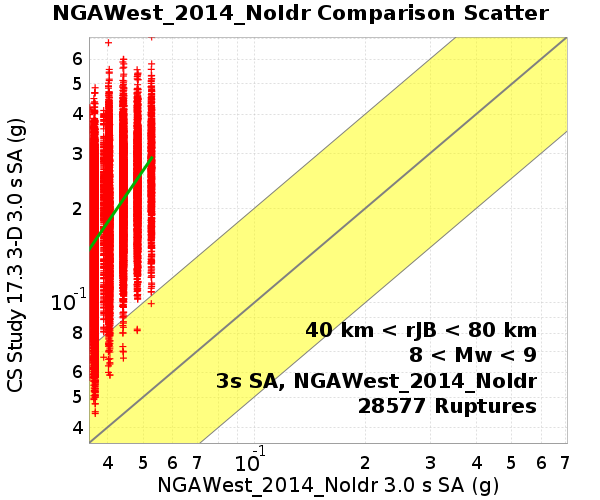 NGAWest_2014_NoIdr Comparison Scatter
CS Study 17.3 3-D 3.0 s SA (g)
6
5
4
3
2
10-1
8
6
5
4
40 km < rJB < 80 km
8 < Mw < 9
3s SA, NGAWest_2014_NoIdr
28577 Ruptures
4 5 6 7 10-1 2 3 4 5 6 7
NGAWest_2014_NoIdr 3.0 s SA (g)